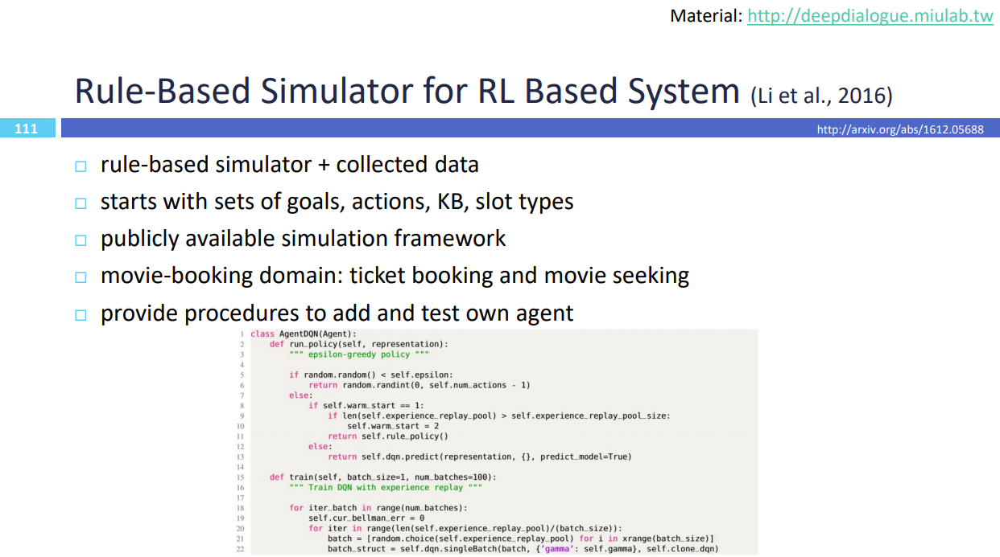 Material: http://deepdialogue.miulab.tw
Rule-Based Simulator for RL Based System (Li et al., 2016)
111
http://arxiv.org/abs/1612.05688
rule-based simulator + collected data
starts with sets of goals, actions, KB, slot types
publicly available simulation framework
movie-booking domain: ticket booking and movie seeking
provide procedures to add and test own agent
1 class AgentDQN(Agent):
2     def run_policy(self, representation):
3         """ epsilon-greedy policy """
4
5         if random.random() < self.epsilon:
6             return random.randint(0, self.num_actions - 1)
7         else:
8             if self.warm_start == 1:
9                 if len(self.experience_replay_pool) > self.experience_replay_pool_size:
10                     self.warm_start = 2
11                 return self.rule_policy()
12             else:
13                 return self.dqn.predict(representation, {}, predict_model=True)
14
15     def train(self, batch_size=1, num_batches=100):
16         """ Train DQN with experience replay """
17
18         for iter_batch in range(num_batches):
19             self.cur_bellman_err = 0
20             for iter in range(len(self.experience_replay_pool)/(batch_size)):
21                 batch = [random.choice(self.experience_replay_pool) for i in xrange(batch_size)]
22                 batch_struct = self.dqn.singleBatch(batch, {'gamma': self.gamma}, self.clone_dqn)